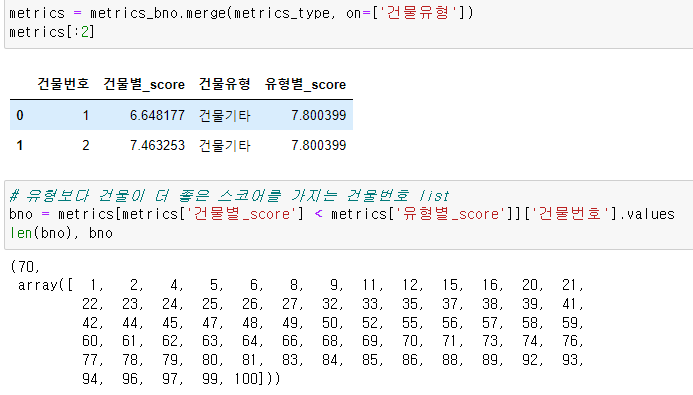 metrics = metrics_bno.merge(metrics_type, on=['건물유형'])
metrics[:2]
건물번호 건물별_score 건물유형 유형별_score
0 1 6.648177 건물기타 7.800399
1 2 7.463253 건물기타 7.800399
# 유형보다 건물이 더 좋은 스코어를 가지는 건물번호 list
bno = metrics[metrics['건물별_score'] < metrics['유형별_score']]['건물번호'].values
len(bno), bno
(70,
array([ 1, 2, 4, 5, 6, 8, 9, 11, 12, 15, 16, 20, 21,
22, 23, 24, 25, 26, 27, 32, 33, 35, 37, 38, 39, 41,
42, 44, 45, 47, 48, 49, 50, 52, 55, 56, 57, 58, 59,
60, 61, 62, 63, 64, 66, 68, 69, 70, 71, 73, 74, 76,
77, 78, 79, 80, 81, 83, 84, 85, 86, 88, 89, 92, 93,
94, 96, 97, 99, 100]))